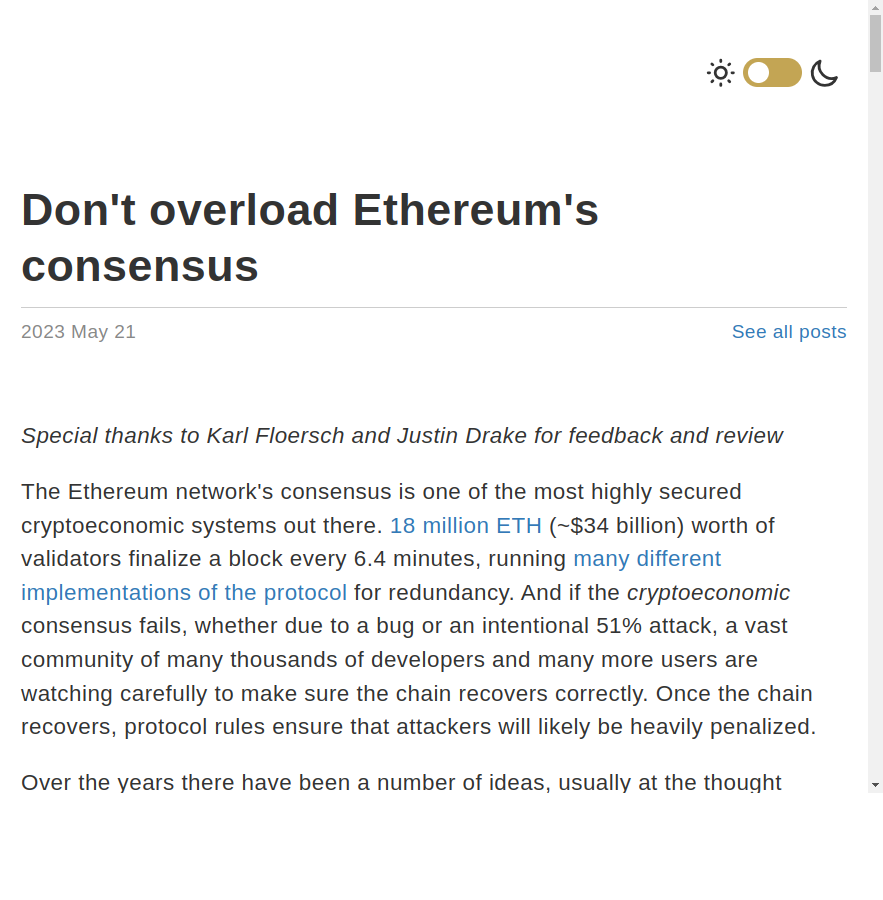 Don't overload Ethereum's
consensus
2023 May 21
See all posts
Special thanks to Karl Floersch and Justin Drake for feedback and review
The Ethereum network's consensus is one of the most highly secured
cryptoeconomic systems out there. 18 million ETH (~$34 billion) worth of
validators finalize a block every 6.4 minutes, running many different
implementations of the protocol for redundancy. And if the cryptoeconomic
consensus fails, whether due to a bug or an intentional 51% attack, a vast
community of many thousands of developers and many more users are
watching carefully to make sure the chain recovers correctly. Once the chain
recovers, protocol rules ensure that attackers will likely be heavily penalized.
Over the years there have been a number of ideas, usually at the thought